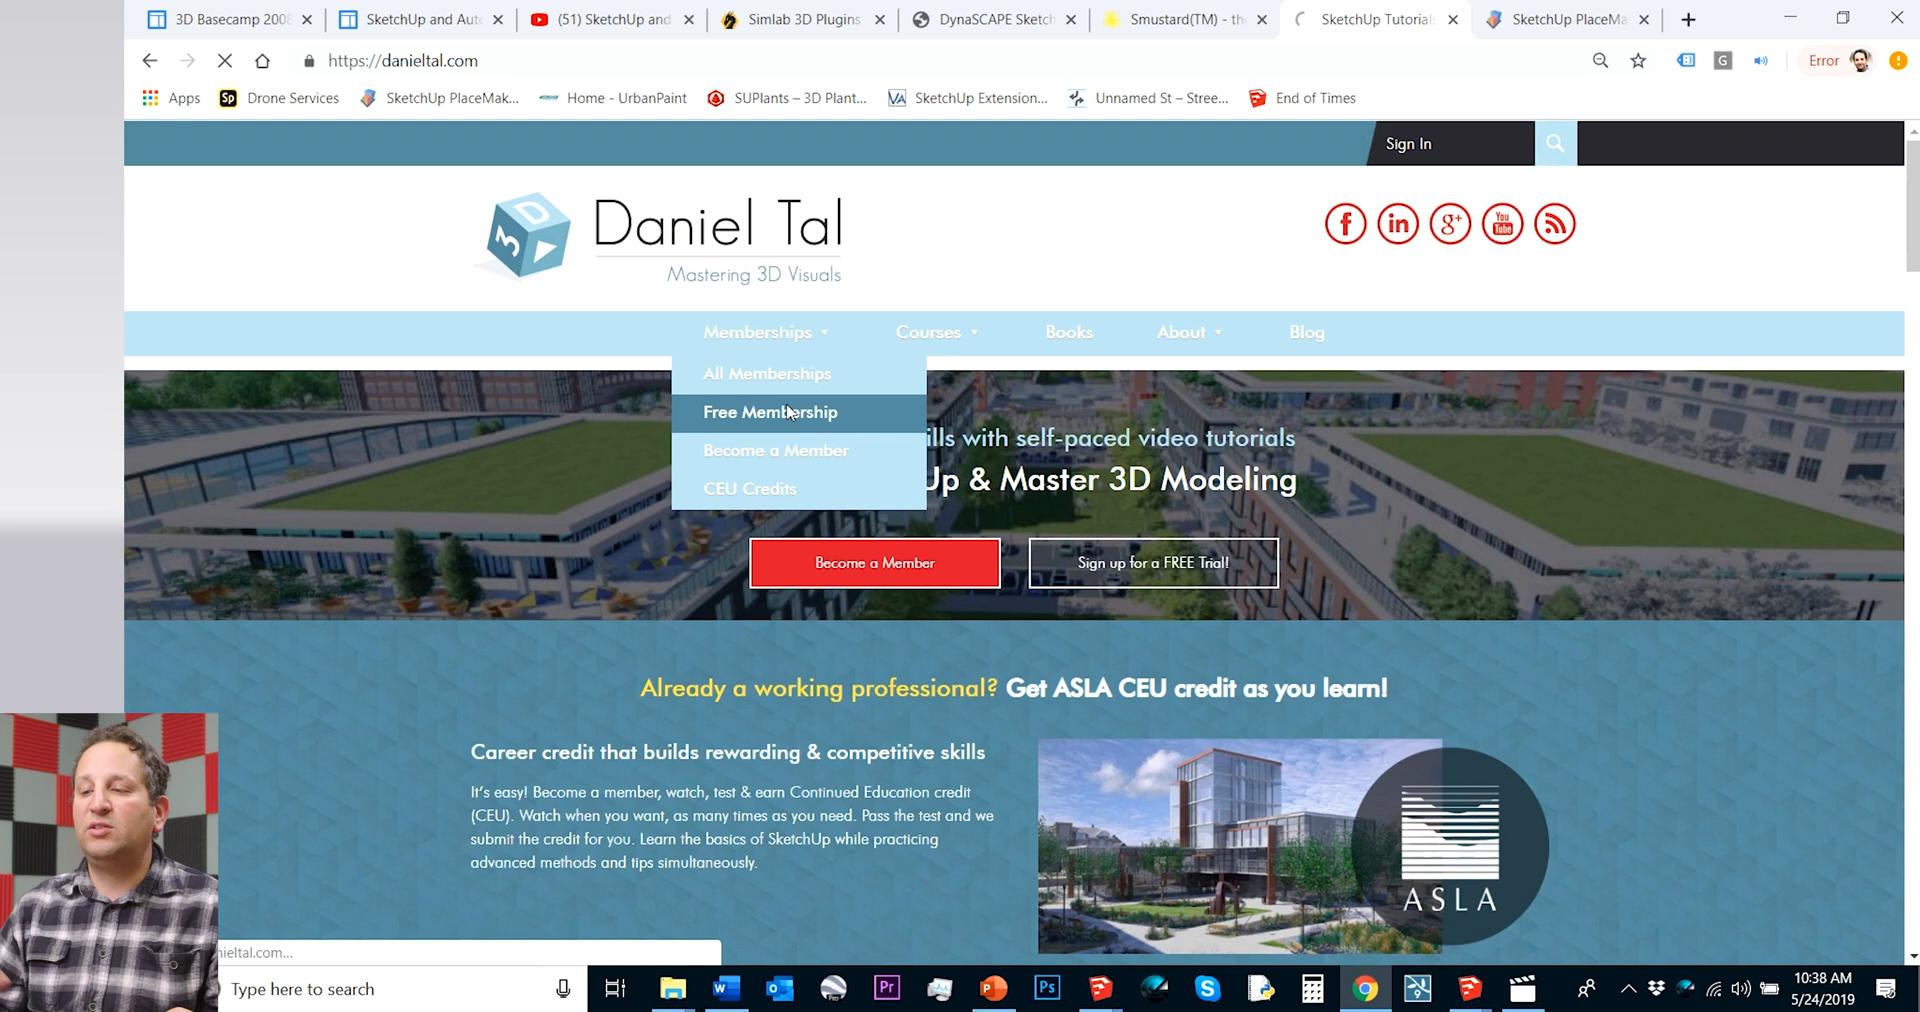 3D Basecamp 2008
SketchUp and Aut
(51) SketchUp and
Simlab 3D Plugins
DynaSCAPE Sketch
Smustard(TM) - th
SketchUp Tutorial
SketchUp PlaceMa
https://danieltal.com
Error
Apps
Drone Services
SketchUp PlaceMak...
Home - UrbanPaint
SUPlants – 3D Plant...
SketchUp Extension...
Unnamed St – Stree...
End of Times
Sign In
3D
Daniel Tal
Mastering 3D Visuals
Memberships
Courses
Books
About
Blog
All Memberships
Free Membership
Become a Member
CEU Credits
ills with self-paced video tutorials
Up & Master 3D Modeling
Become a Member
Sign up for a FREE Trial!
Already a working professional? Get ASLA CEU credit as you learn!
Career credit that builds rewarding & competitive skills
It's easy! Become a member, watch, test & earn Continued Education credit
(CEU). Watch when you want, as many times as you need. Pass the test and we
submit the credit for you. Learn the basics of SketchUp while practicing
advanced methods and tips simultaneously.
ASLA
nieltal.com...
Type here to search
10:38 AM
5/24/2019